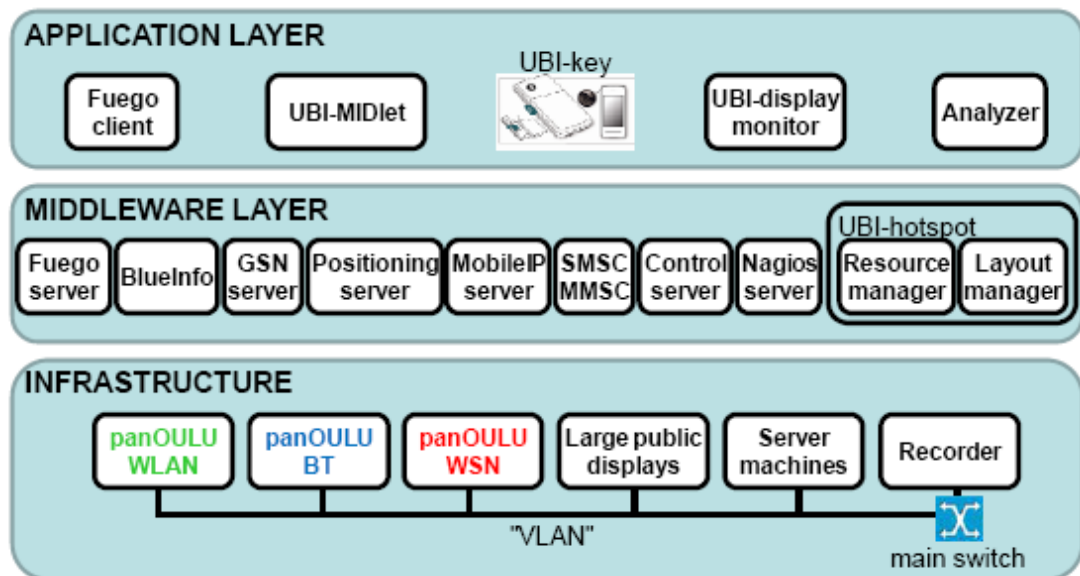 APPLICATION LAYER
UBI-key
Fuego
client
UBI-MIDlet
UBI-display
monitor
Analyzer
MIDDLEWARE LAYER
UBI-hotspot
Fuego
server
BlueInfo
GSN
server
Positioning
server
MobileIP
server
SMSC
MMSC
Control
server
Nagios
server
Resource
manager
Layout
manager
INFRASTRUCTURE
panOULU
WLAN
panOULU
BT
panOULU
WSN
Large public
displays
Server
machines
Recorder
"VLAN"
main switch